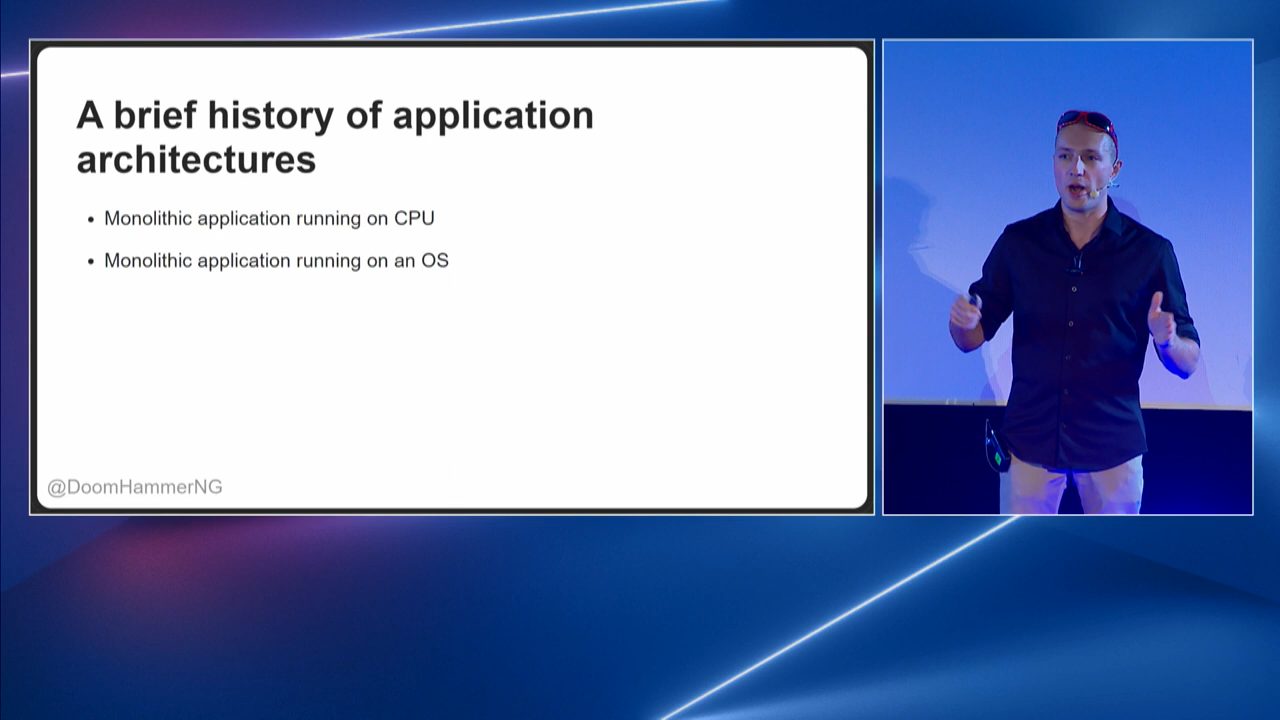 A brief history of application
architectures
• Monolithic application running on CPU
• Monolithic application running on an OS
@DoomHammerNG